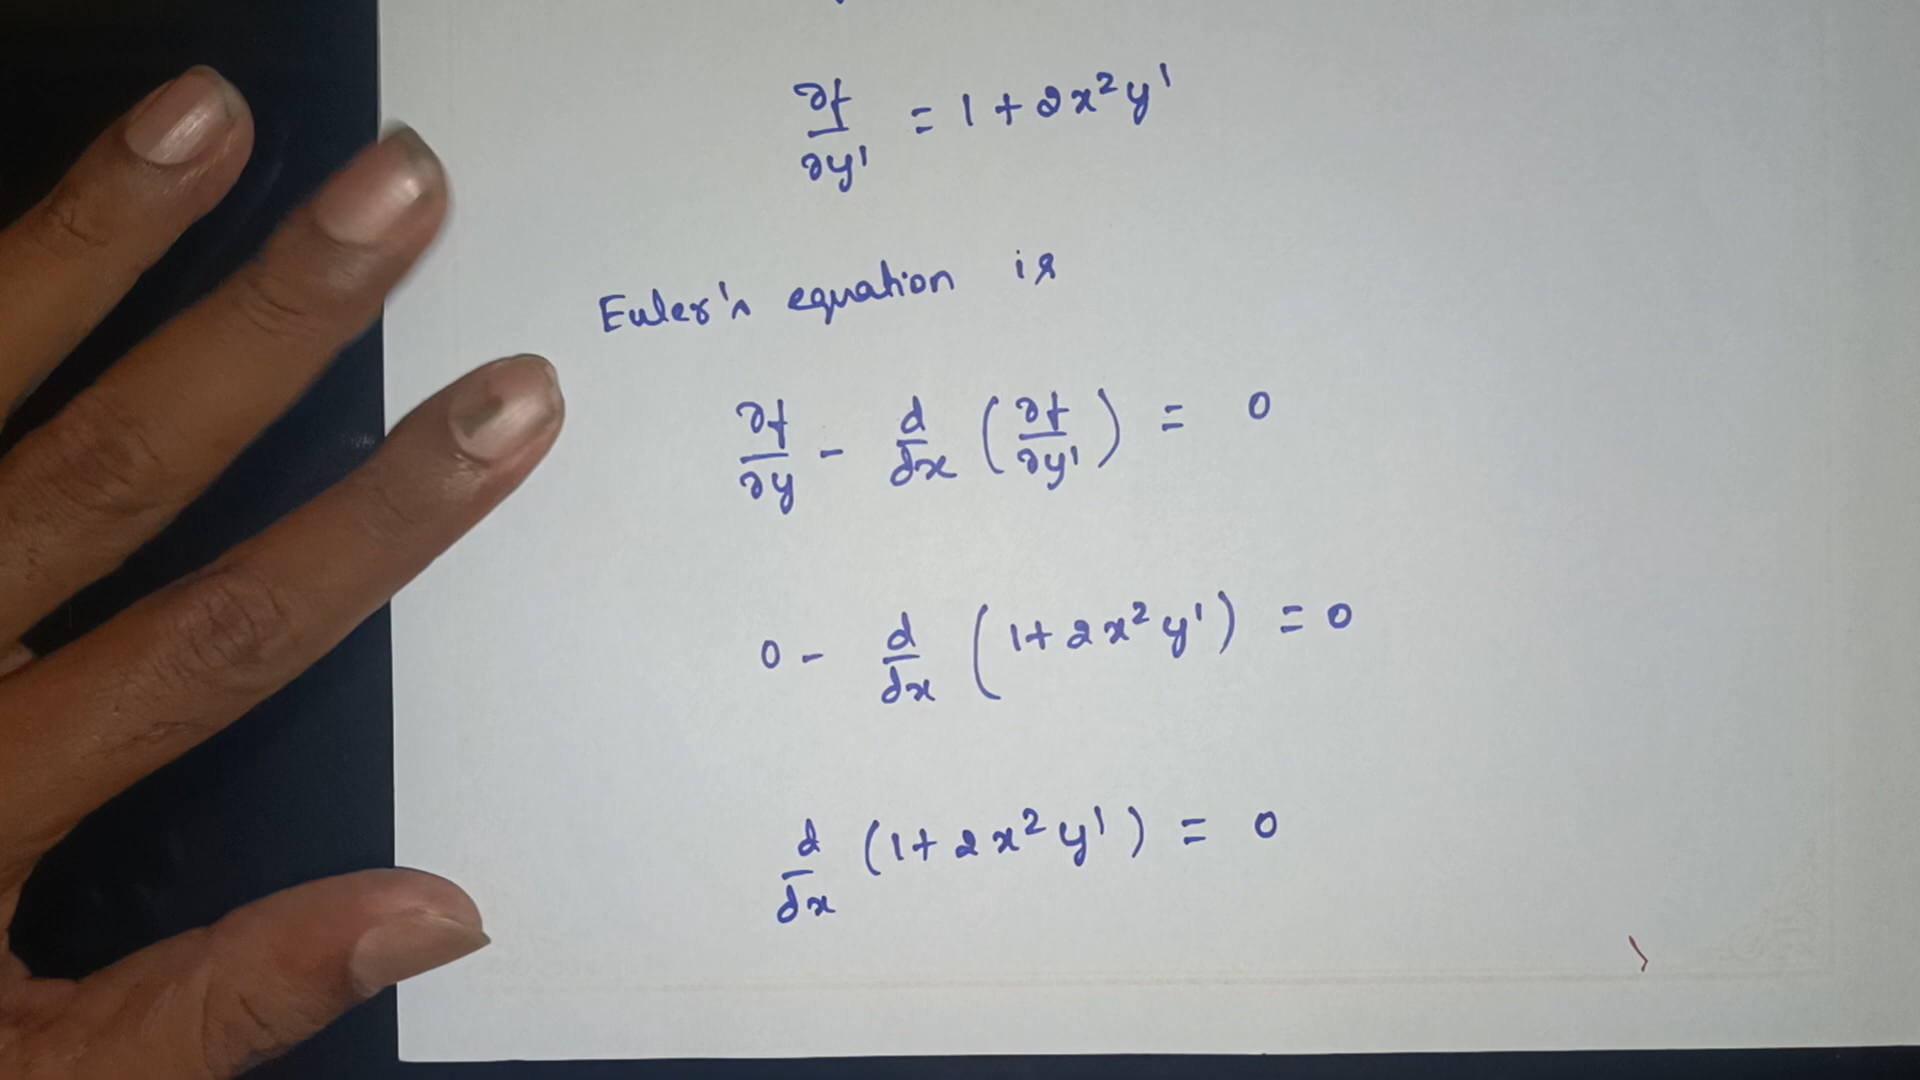 ∂f/∂y' = 1 + 2x²y'
Euler's equation is
∂f/∂y - d/dx (∂f/∂y') = 0
0 - d/dx (1 + 2x²y') = 0
d/dx (1 + 2x²y') = 0